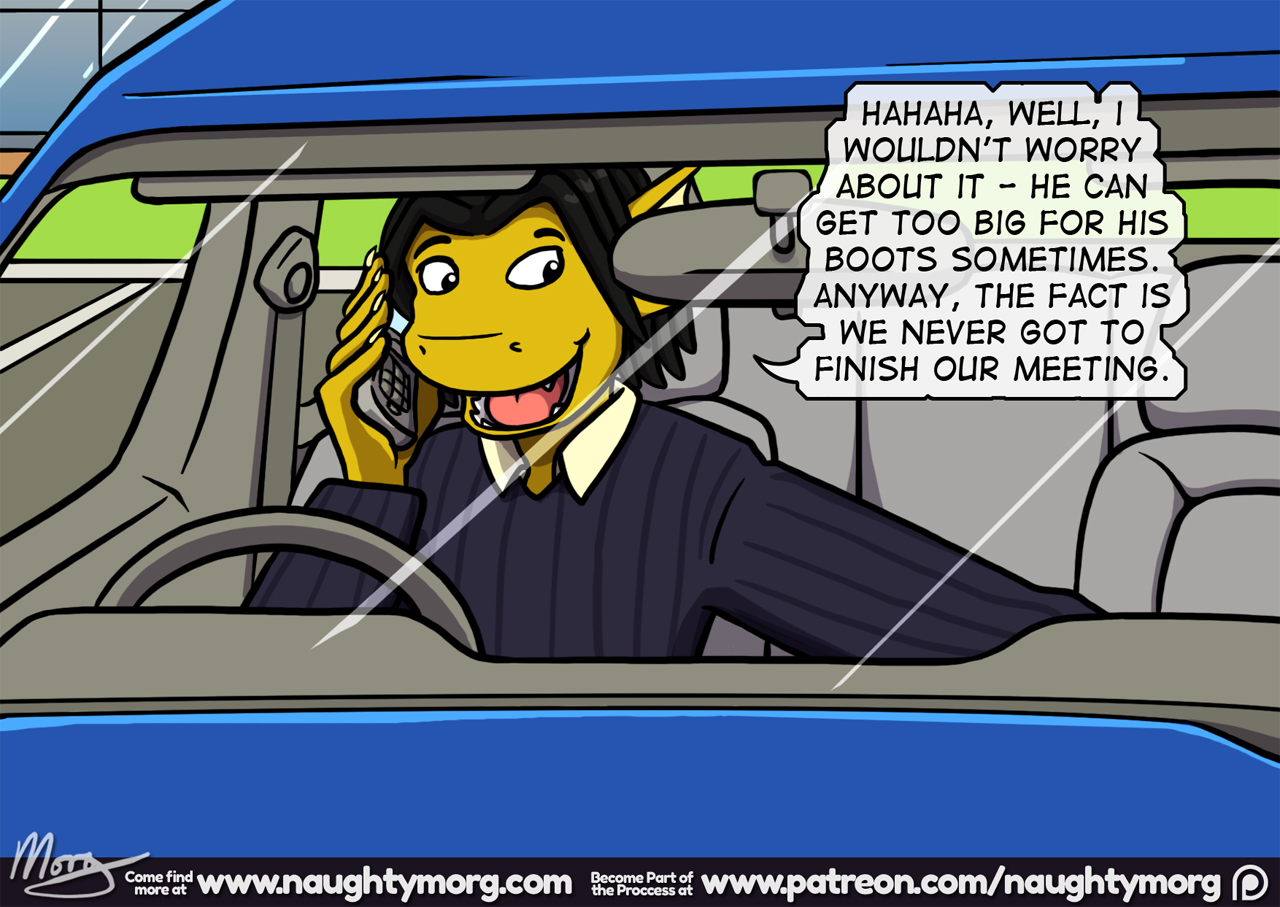 HAHAHA, WELL, I
WOULDN'T WORRY
ABOUT IT - HE CAN
GET TOO BIG FOR HIS
BOOTS SOMETIMES.
ANYWAY, THE FACT IS
WE NEVER GOT TO
FINISH OUR MEETING.
Morg
Come find
more at
www.naughtymorg.com
Become Part of
the Proccess at
www.patreon.com/naughtymorg